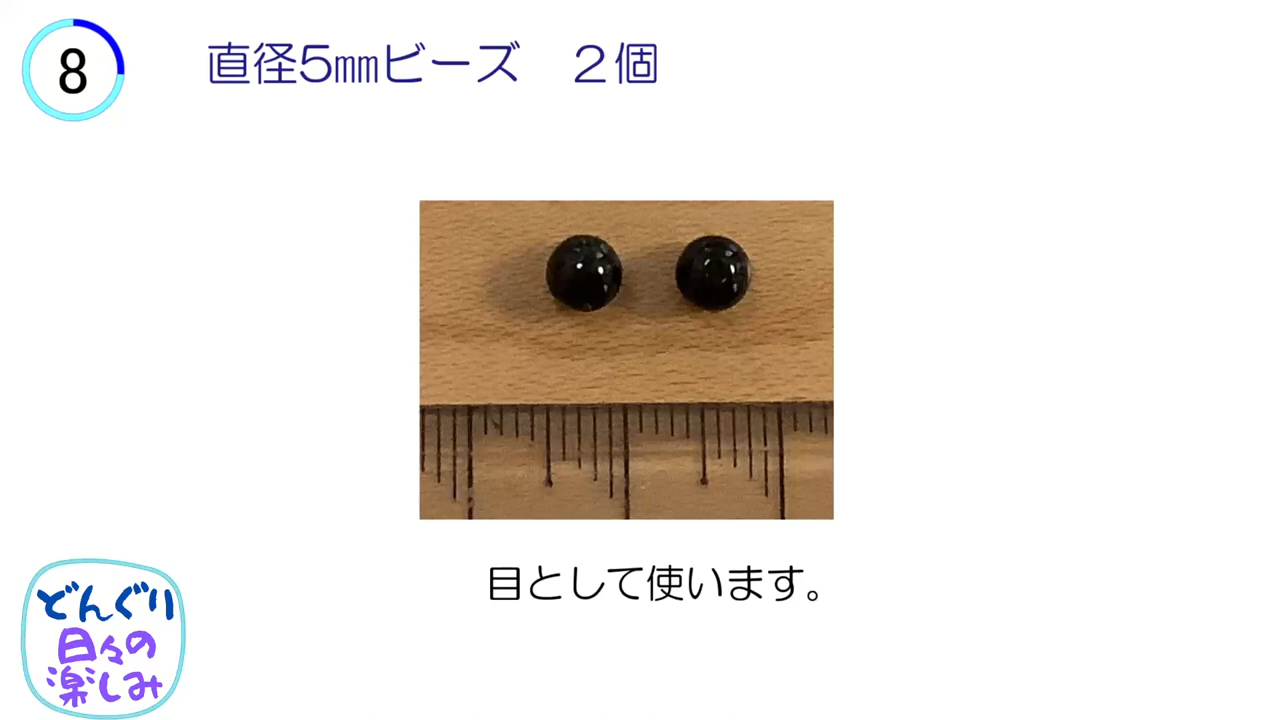 8
直径5㎜ビーズ　２個
目として使います。
どんぐり
日々の
楽しみ